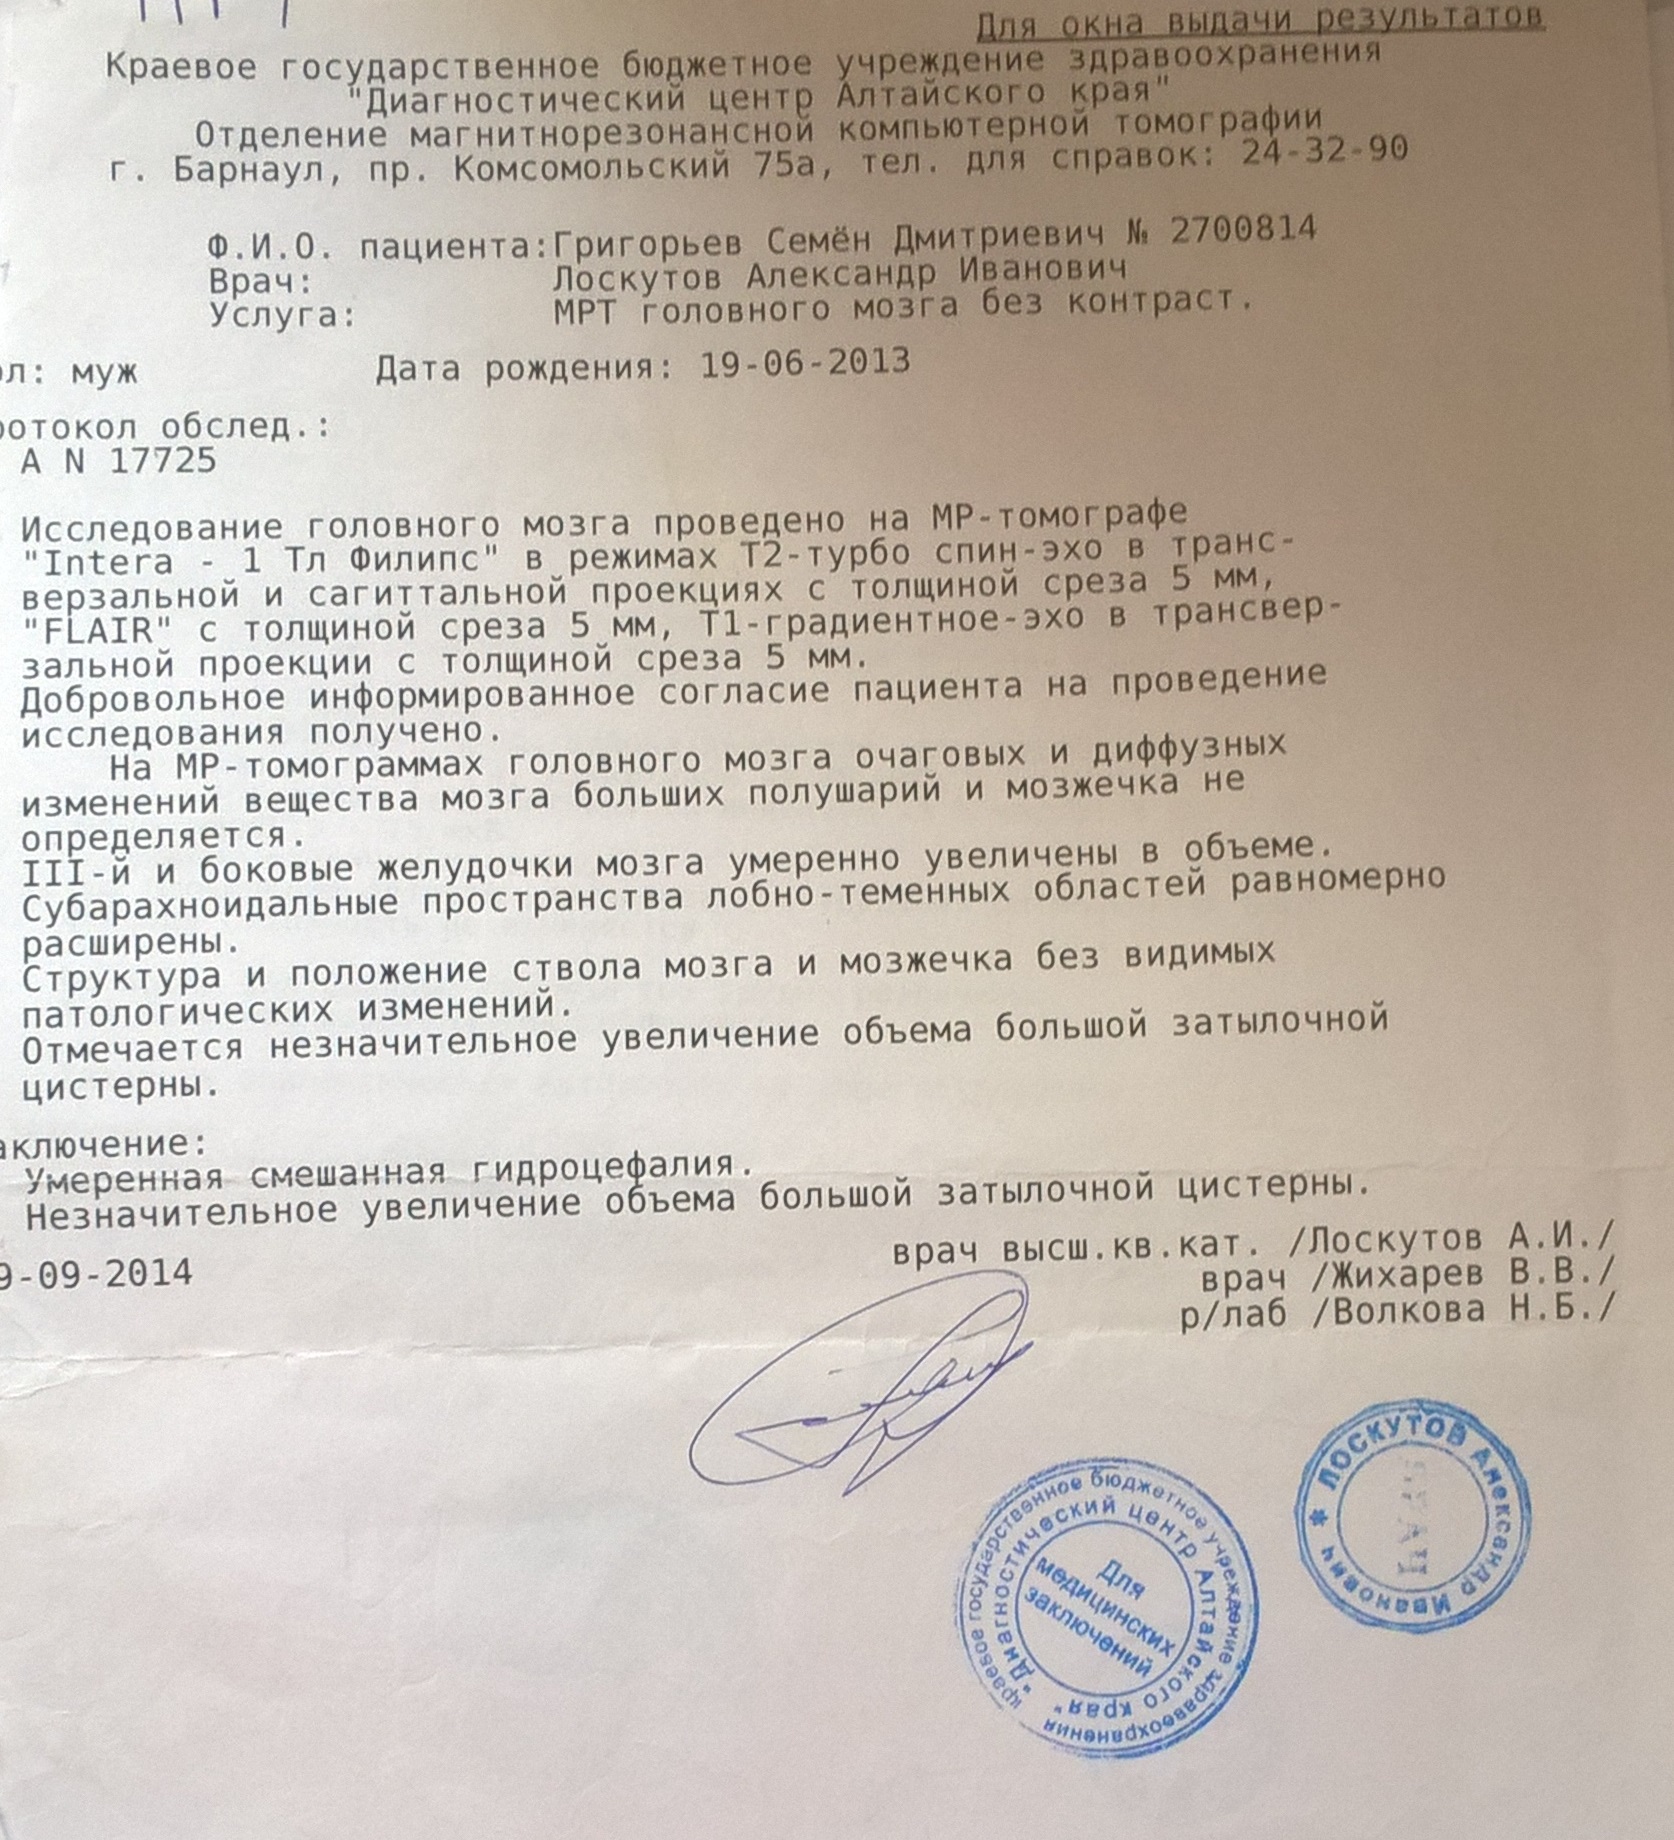 Для окна выдачи результатов
Краевое государственное бюджетное учреждение здравоохранения
"Диагностический центр Алтайского края"
Отделение магнитнорезонансной компьютерной томографии
г. Барнаул, пр. Комсомольский 75а, тел. для справок: 24-32-90
Ф.И.О. пациента:Григорьев Семён Дмитриевич № 2700814
Врач: Лоскутов Александр Иванович
Услуга: МРТ головного мозга без контраст.
ол: муж Дата рождения: 19-06-2013
ротокол обслед.:
А N 17725
Исследование головного мозга проведено на МР-томографе
"Intera - 1 Тл Филипс" в режимах Т2-турбо спин-эхо в транс-
верзальной и сагиттальной проекциях с толщиной среза 5 мм,
"FLAIR" с толщиной среза 5 мм, Т1-градиентное-эхо в трансвер-
зальной проекции с толщиной среза 5 мм.
Добровольное информированное согласие пациента на проведение
исследования получено.
На МР-томограммах головного мозга очаговых и диффузных
изменений вещества мозга больших полушарий и мозжечка не
определяется.
III-й и боковые желудочки мозга умеренно увеличены в объеме.
Субарахноидальные пространства лобно-теменных областей равномерно
расширены.
Структура и положение ствола мозга и мозжечка без видимых
патологических изменений.
Отмечается незначительное увеличение объема большой затылочной
цистерны.
аключение:
Умеренная смешанная гидроцефалия.
Незначительное увеличение объема большой затылочной цистерны.
врач высш.кв.кат. /Лоскутов А.И./
9-09-2014
врач /Жихарев В.В./
р/лаб /Волкова Н.Б./
краевое государственное бюджетное учреждение здравоохранения
"Диагностический центр Алтайского края"
Для
медицинских
заключений
* ЛОСКУТОВ Александр Иванович